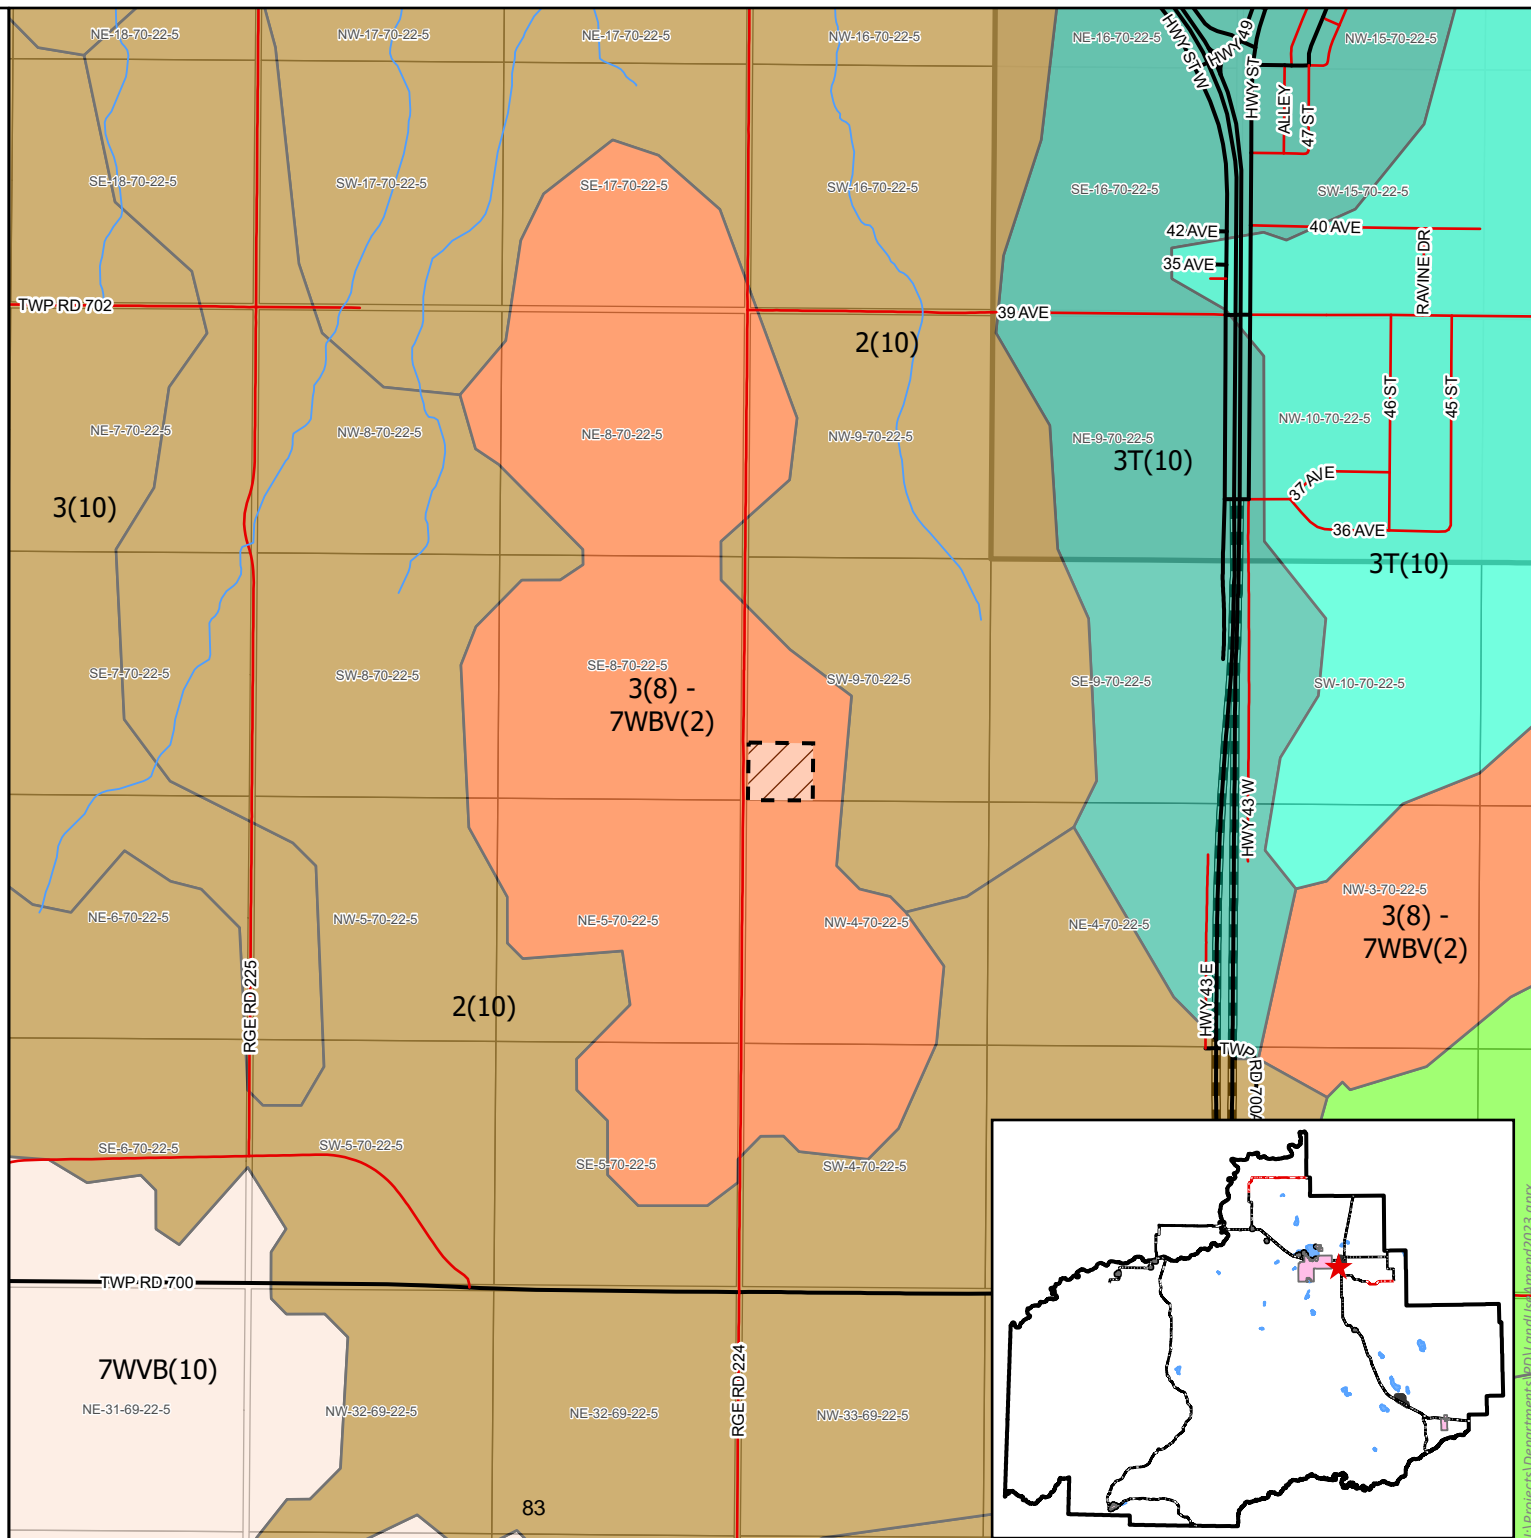 NE-18-70-22-5
NW-17-70-22-5
NE-17-70-22-5
NW-16-70-22-5
NE-16-70-22-5
HWY ST W
HWY 49
HWY ST
NW-15-70-22-5
ALLEY
47 ST
SE-18-70-22-5
SW-17-70-22-5
SE-17-70-22-5
SW-16-70-22-5
SE-16-70-22-5
SW-15-70-22-5
42 AVE
40 AVE
35 AVE
RAVINE DR
TWP RD 702
39 AVE
2(10)
46 ST
45 ST
NE-7-70-22-5
NW-8-70-22-5
NE-8-70-22-5
NW-9-70-22-5
NE-9-70-22-5
NW-10-70-22-5
3T(10)
37 AVE
3(10)
36 AVE
3T(10)
SE-7-70-22-5
SW-8-70-22-5
SE-8-70-22-5
SW-9-70-22-5
SE-9-70-22-5
SW-10-70-22-5
3(8) -
7WBV(2)
HWY 43 W
NE-6-70-22-5
NW-5-70-22-5
NE-5-70-22-5
NW-4-70-22-5
NE-4-70-22-5
NW-3-70-22-5
3(8) -
7WBV(2)
RGE RD 225
2(10)
HWY 43 E
TWP RD 700A
SE-6-70-22-5
SW-5-70-22-5
SE-5-70-22-5
SW-4-70-22-5
TWP RD 700
7WVB(10)
RGE RD 224
NE-31-69-22-5
NW-32-69-22-5
NE-32-69-22-5
NW-33-69-22-5
83